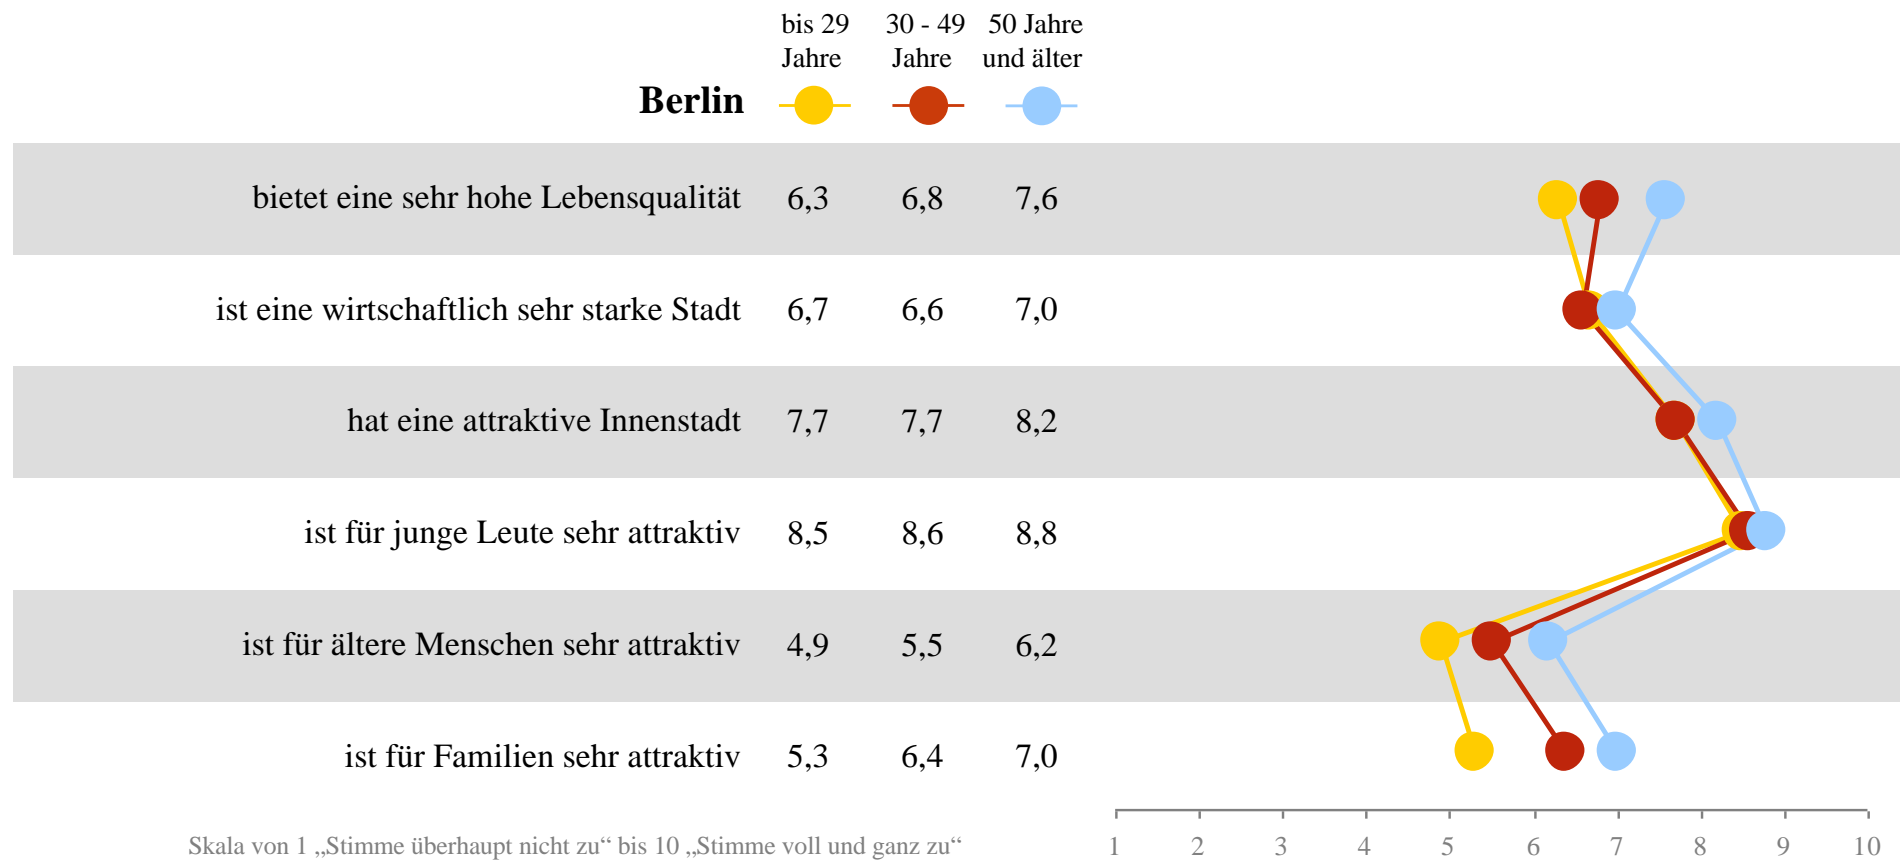 bis 29 30 - 49 50 Jahre
Jahre Jahre und älter
Berlin
bietet eine sehr hohe Lebensqualität 6,3 6,8 7,6
ist eine wirtschaftlich sehr starke Stadt 6,7 6,6 7,0
hat eine attraktive Innenstadt 7,7 7,7 8,2
ist für junge Leute sehr attraktiv 8,5 8,6 8,8
ist für ältere Menschen sehr attraktiv 4,9 5,5 6,2
ist für Familien sehr attraktiv 5,3 6,4 7,0
Skala von 1 „Stimme überhaupt nicht zu“ bis 10 „Stimme voll und ganz zu“ 1 2 3 4 5 6 7 8 9 10